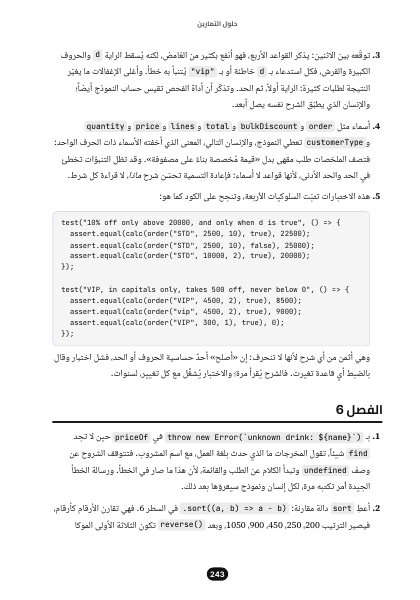 حلول التمارين
3. توقّعه بين الاثنين: يذكر القواعد الأربع، فهو أنفع بكثير من الغامض، لكنه يُسقط الراية d والحروف
الكبيرة والقرش، فكل استدعاء بـ d خاطئة أو بـ "vip" يُتنبأ به خطأً. وأغلى الإغفالات ما يغيّر
النتيجة لطلبات كثيرة: الراية أولاً، ثم الحد. وتذكّر أن أداة الفحص تقيس حساب النموذج أيضاً؛
والإنسان الذي يطبّق الشرح نفسه يصل أبعد.
4. أسماء مثل order و bulkDiscount و total و lines و price و quantity
و customerType تعطي النموذج، والإنسان التالي، المعنى الذي أخفته الأسماء ذات الحرف الواحد:
فتصف الملخصات طلب مقهى بدل «قيمة مُخصصة بناءً على مصفوفة». وقد تظل التنبؤات تخطئ
في الحد والحد الأدنى، لأنها قواعد لا أسماء: فإعادة التسمية تحسّن شرح ماذا، لا قراءة كل شرط.
5. هذه الاختبارات تثبّت السلوكيات الأربعة، وتنجح على الكود كما هو:
test("10% off only above 20000, and only when d is true", () => {
assert.equal(calc(order("STD", 2500, 10), true), 22500);
assert.equal(calc(order("STD", 2500, 10), false), 25000);
assert.equal(calc(order("STD", 10000, 2), true), 20000);
});
test("VIP, in capitals only, takes 500 off, never below 0", () => {
assert.equal(calc(order("VIP", 4500, 2), true), 8500);
assert.equal(calc(order("vip", 4500, 2), true), 9000);
assert.equal(calc(order("VIP", 300, 1), true), 0);
});
وهي أثمن من أي شرح لأنها لا تنحرف: إن «أصلح» أحدٌ حساسية الحروف أو الحد، فشل اختبار وقال
بالضبط أي قاعدة تغيرت. فالشرح يُقرأ مرة؛ والاختبار يُشغَّل مع كل تغيير، لسنوات.
الفصل 6
1. بـ throw new Error(`unknown drink: ${name}`) في priceOf حين لا تجد
find شيئاً، تقول المخرجات ما الذي حدث بلغة العمل، مع اسم المشروب. فتتوقف الشروح عن
وصف undefined وتبدأ الكلام عن الطلب والقائمة، لأن هذا ما صار في الخطأ. ورسالة الخطأ
الجيدة أمر تكتبه مرة، لكل إنسان ونموذج سيقرؤها بعد ذلك.
2. أعطِ sort دالة مقارنة: .sort((a, b) => a - b) في السطر 6. فهي تقارن الأرقام كأرقام،
فيصير الترتيب 200، 250، 450، 900، 1050، وبعد reverse() تكون الثلاثة الأولى الموكا
243